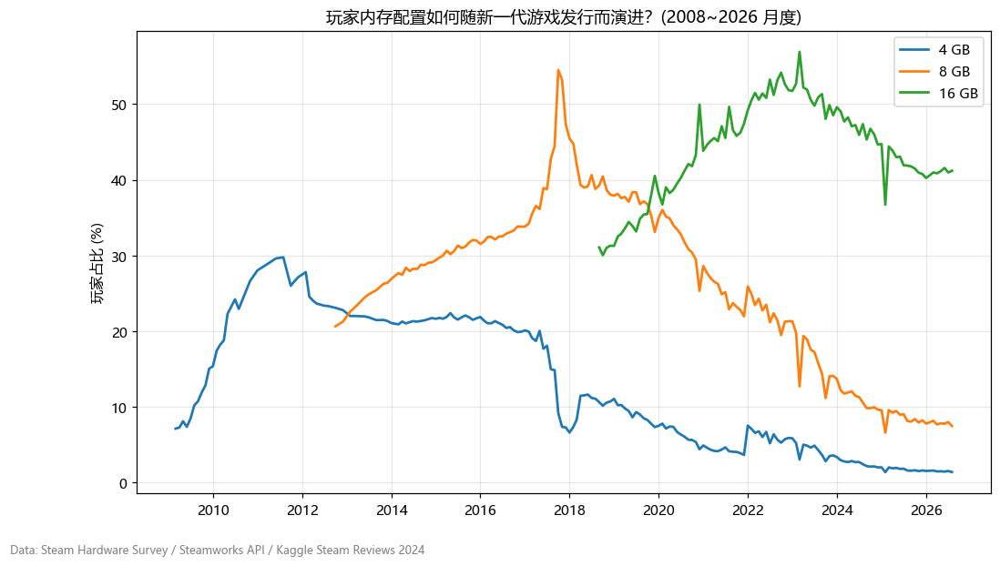 玩家内存配置如何随新一代游戏发行而演进? (2008~2026 月度)
4 GB
8 GB
16 GB
玩家占比 (%)
50
40
30
20
10
0
2010 2012 2014 2016 2018 2020 2022 2024 2026
Data: Steam Hardware Survey / Steamworks API / Kaggle Steam Reviews 2024